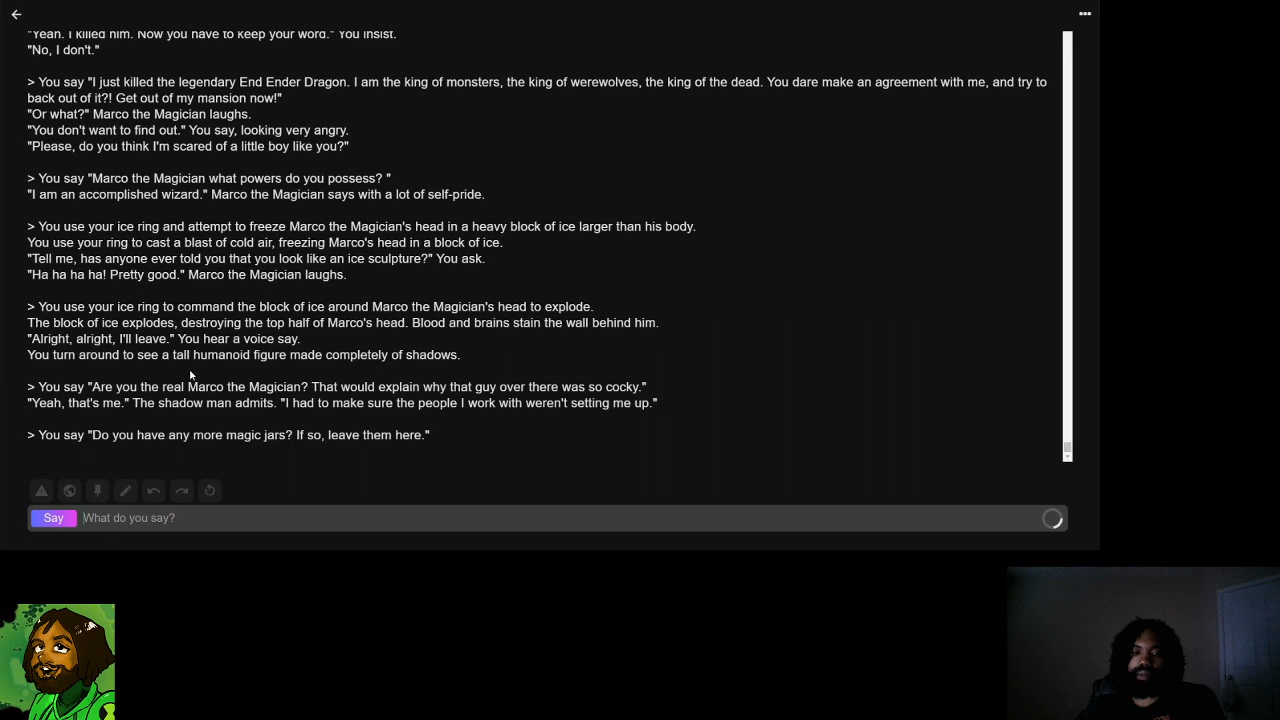 "Yeah. I killed him. Now you have to keep your word." You insist.
"No, I don't."
> You say "I just killed the legendary End Ender Dragon. I am the king of monsters, the king of werewolves, the king of the dead. You dare make an agreement with me, and try to
back out of it?! Get out of my mansion now!"
"Or what?" Marco the Magician laughs.
"You don't want to find out." You say, looking very angry.
"Please, do you think I'm scared of a little boy like you?"
> You say "Marco the Magician what powers do you possess? "
"I am an accomplished wizard." Marco the Magician says with a lot of self-pride.
> You use your ice ring and attempt to freeze Marco the Magician's head in a heavy block of ice larger than his body.
You use your ring to cast a blast of cold air, freezing Marco's head in a block of ice.
"Tell me, has anyone ever told you that you look like an ice sculpture?" You ask.
"Ha ha ha ha! Pretty good." Marco the Magician laughs.
> You use your ice ring to command the block of ice around Marco the Magician's head to explode.
The block of ice explodes, destroying the top half of Marco's head. Blood and brains stain the wall behind him.
"Alright, alright, I'll leave." You hear a voice say.
You turn around to see a tall humanoid figure made completely of shadows.
> You say "Are you the real Marco the Magician? That would explain why that guy over there was so cocky."
"Yeah, that's me." The shadow man admits. "I had to make sure the people I work with weren't setting me up."
> You say "Do you have any more magic jars? If so, leave them here."
Say What do you say?